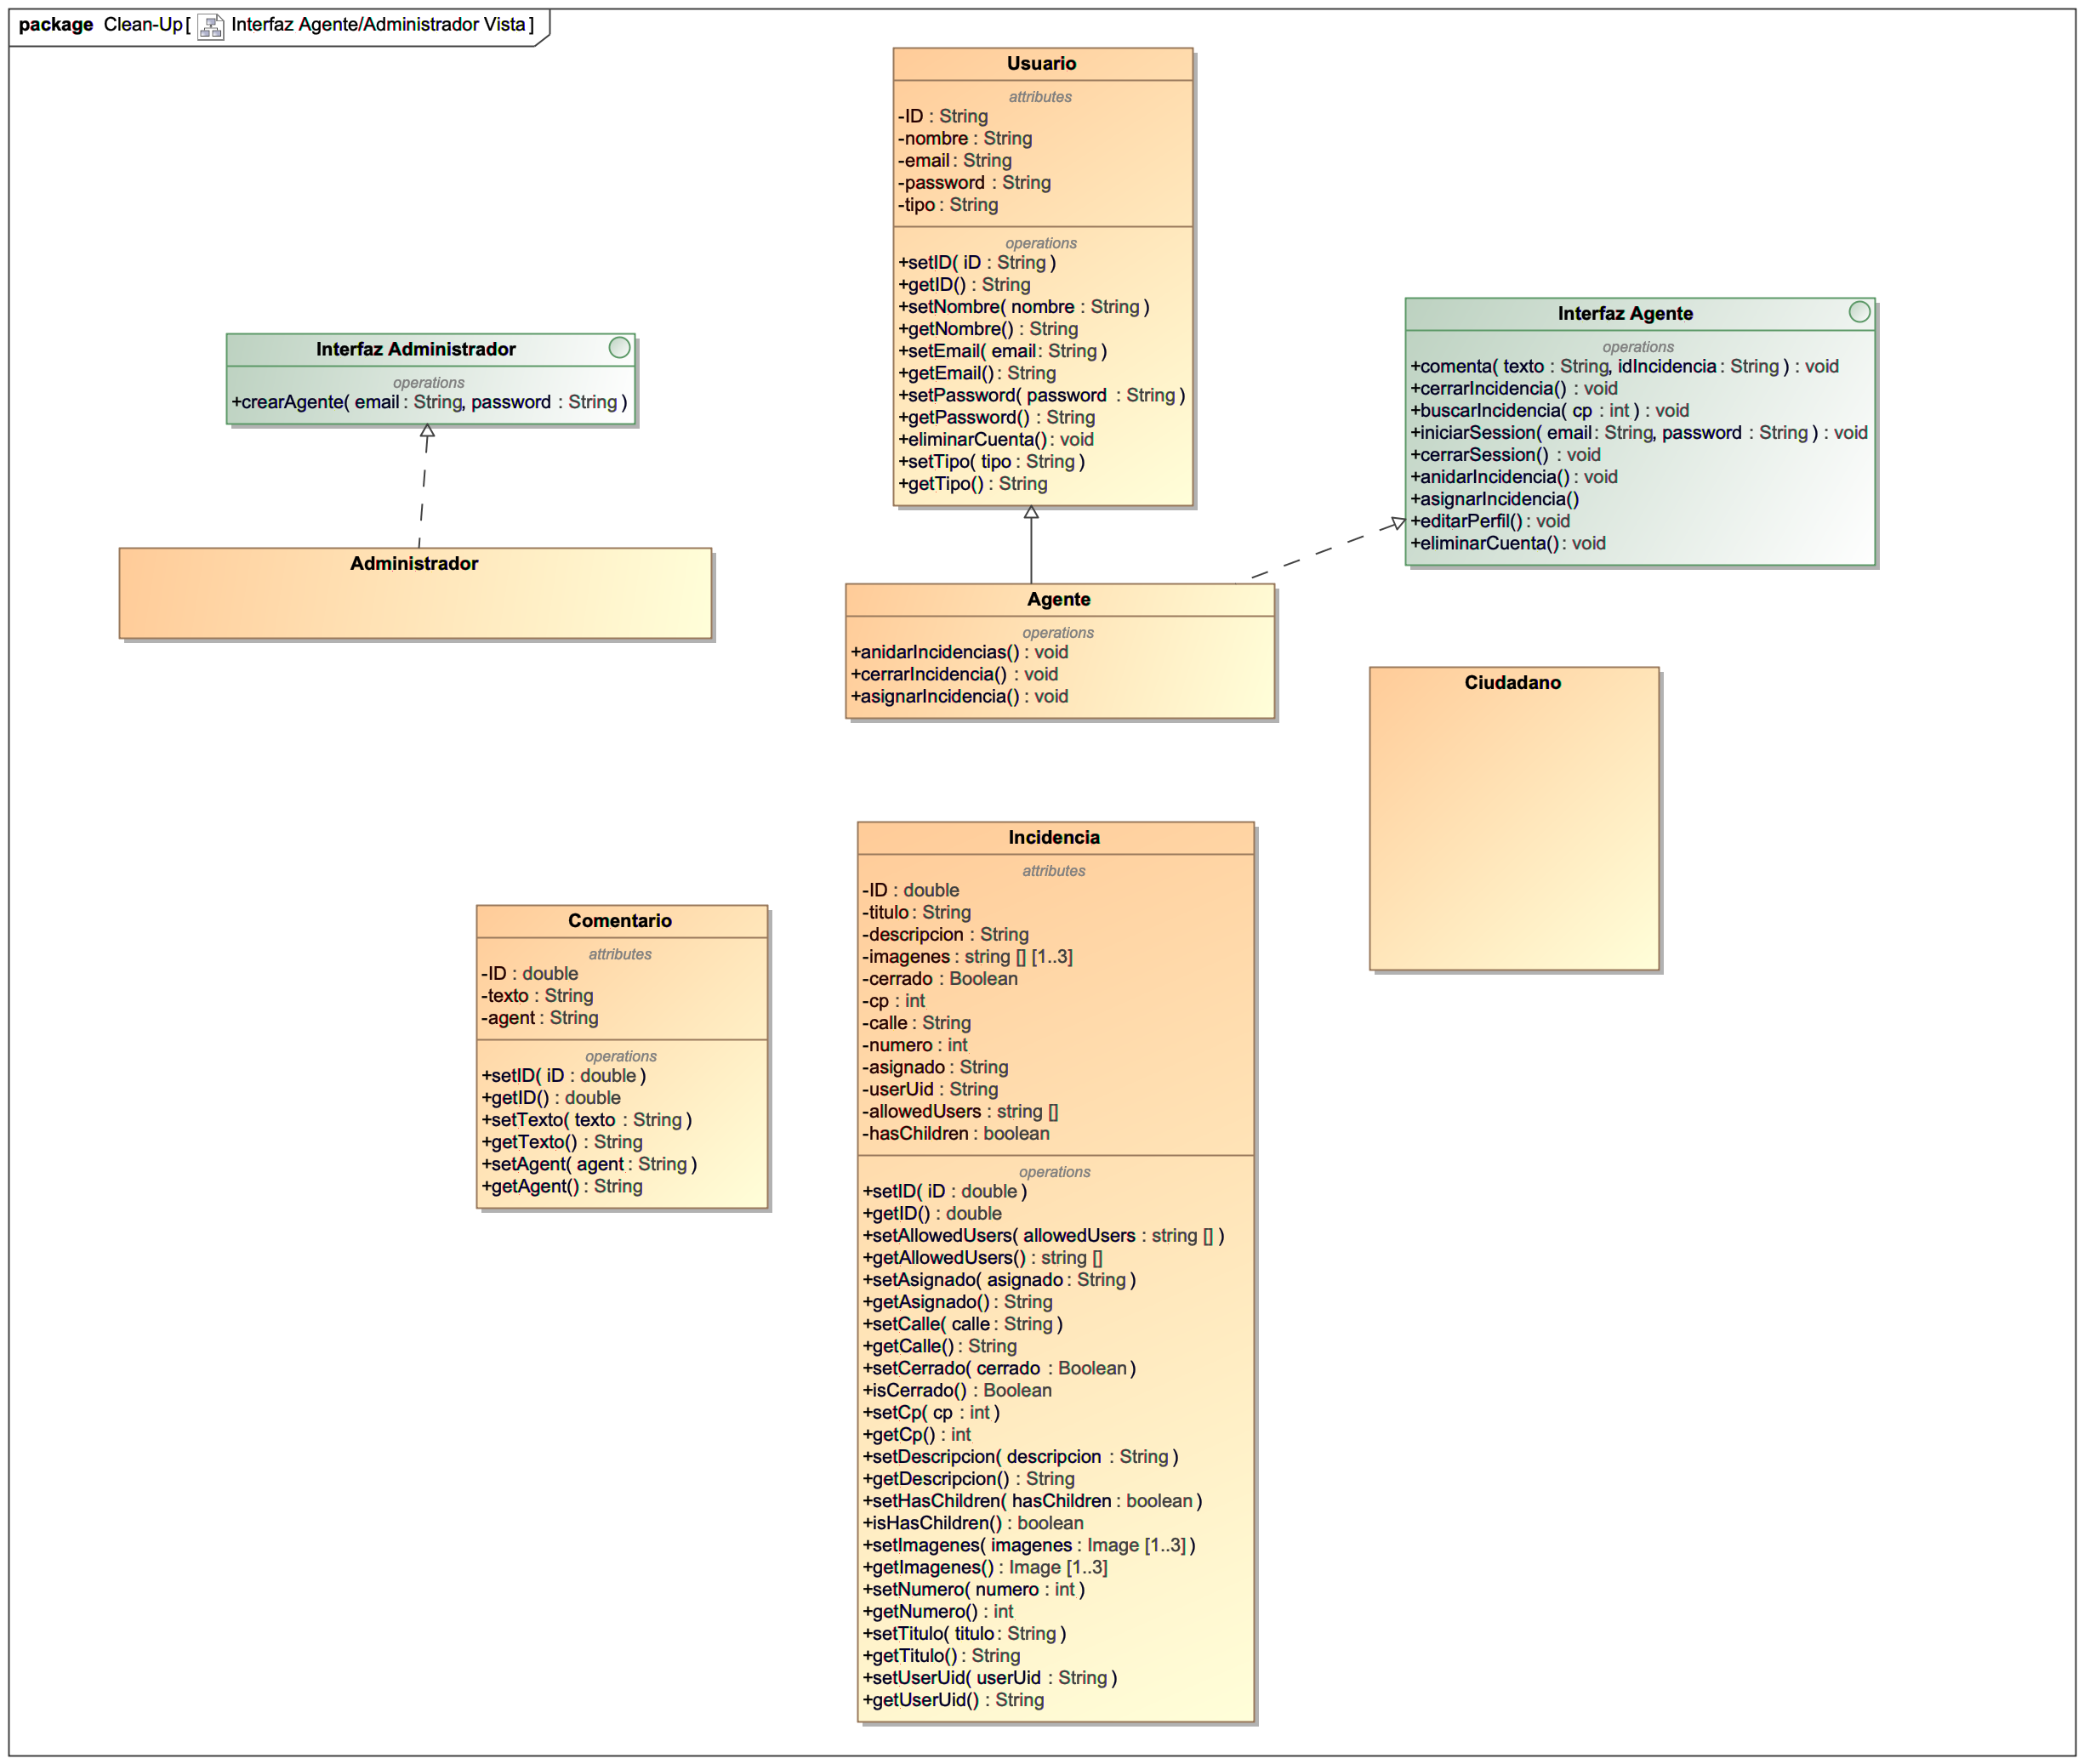 package Clean-Up[ Interfaz Agente/Administrador Vista ]
Usuario
attributes
-ID : String
-nombre : String
-email : String
-password : String
-tipo : String
operations
+setID( iD : String )
+getID() : String
+setNombre( nombre : String )
+getNombre() : String
+setEmail( email : String )
+getEmail() : String
+setPassword( password : String )
+getPassword() : String
+eliminarCuenta() : void
+setTipo( tipo : String )
+getTipo() : String
Interfaz Administrador
operations
+crearAgente( email : String, password : String )
Interfaz Agente
operations
+comenta( texto : String, idIncidencia : String ) : void
+cerrarIncidencia() : void
+buscarIncidencia( cp : int ) : void
+iniciarSession( email : String, password : String ) : void
+cerrarSession() : void
+anidarIncidencia() : void
+asignarIncidencia()
+editarPerfil() : void
+eliminarCuenta() : void
Administrador
Agente
operations
+anidarIncidencias() : void
+cerrarIncidencia() : void
+asignarIncidencia() : void
Ciudadano
Comentario
attributes
-ID : double
-texto : String
-agent : String
operations
+setID( iD : double )
+getID() : double
+setTexto( texto : String )
+getTexto() : String
+setAgent( agent : String )
+getAgent() : String
Incidencia
attributes
-ID : double
-titulo : String
-descripcion : String
-imagenes : string [] [1..3]
-cerrado : Boolean
-cp : int
-calle : String
-numero : int
-asignado : String
-userUid : String
-allowedUsers : string []
-hasChildren : boolean
operations
+setID( iD : double )
+getID() : double
+setAllowedUsers( allowedUsers : string [] )
+getAllowedUsers() : string []
+setAsignado( asignado : String )
+getAsignado() : String
+setCalle( calle : String )
+getCalle() : String
+setCerrado( cerrado : Boolean )
+isCerrado() : Boolean
+setCp( cp : int )
+getCp() : int
+setDescripcion( descripcion : String )
+getDescripcion() : String
+setHasChildren( hasChildren : boolean )
+isHasChildren() : boolean
+setImagenes( imagenes : Image [1..3] )
+getImagenes() : Image [1..3]
+setNumero( numero : int )
+getNumero() : int
+setTitulo( titulo : String )
+getTitulo() : String
+setUserUid( userUid : String )
+getUserUid() : String